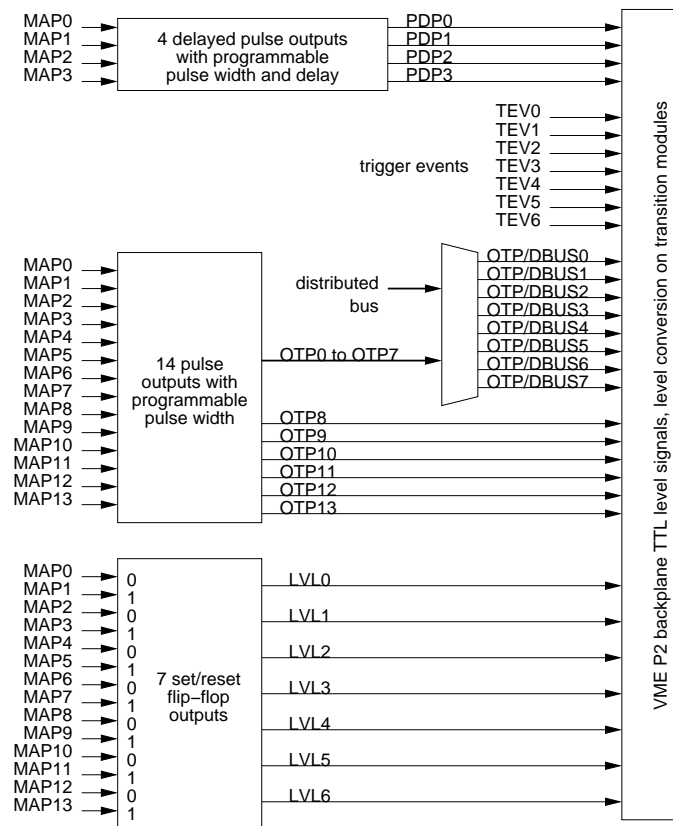 MAP0
MAP1
MAP2
MAP3
4 delayed pulse outputs
with programmable
pulse width and delay
PDP0
PDP1
PDP2
PDP3
trigger events
TEV0
TEV1
TEV2
TEV3
TEV4
TEV5
TEV6
MAP0
MAP1
MAP2
MAP3
MAP4
MAP5
MAP6
MAP7
MAP8
MAP9
MAP10
MAP11
MAP12
MAP13
14 pulse
outputs with
programmable
pulse width
distributed
bus
OTP0 to OTP7
OTP/DBUS0
OTP/DBUS1
OTP/DBUS2
OTP/DBUS3
OTP/DBUS4
OTP/DBUS5
OTP/DBUS6
OTP/DBUS7
OTP8
OTP9
OTP10
OTP11
OTP12
OTP13
MAP0
MAP1
MAP2
MAP3
MAP4
MAP5
MAP6
MAP7
MAP8
MAP9
MAP10
MAP11
MAP12
MAP13
0
1
0
1
0
1
0
1
0
1
0
1
0
1
7 set/reset
flip−flop
outputs
LVL0
LVL1
LVL2
LVL3
LVL4
LVL5
LVL6
VME P2 backplane TTL level signals, level conversion on transition modules